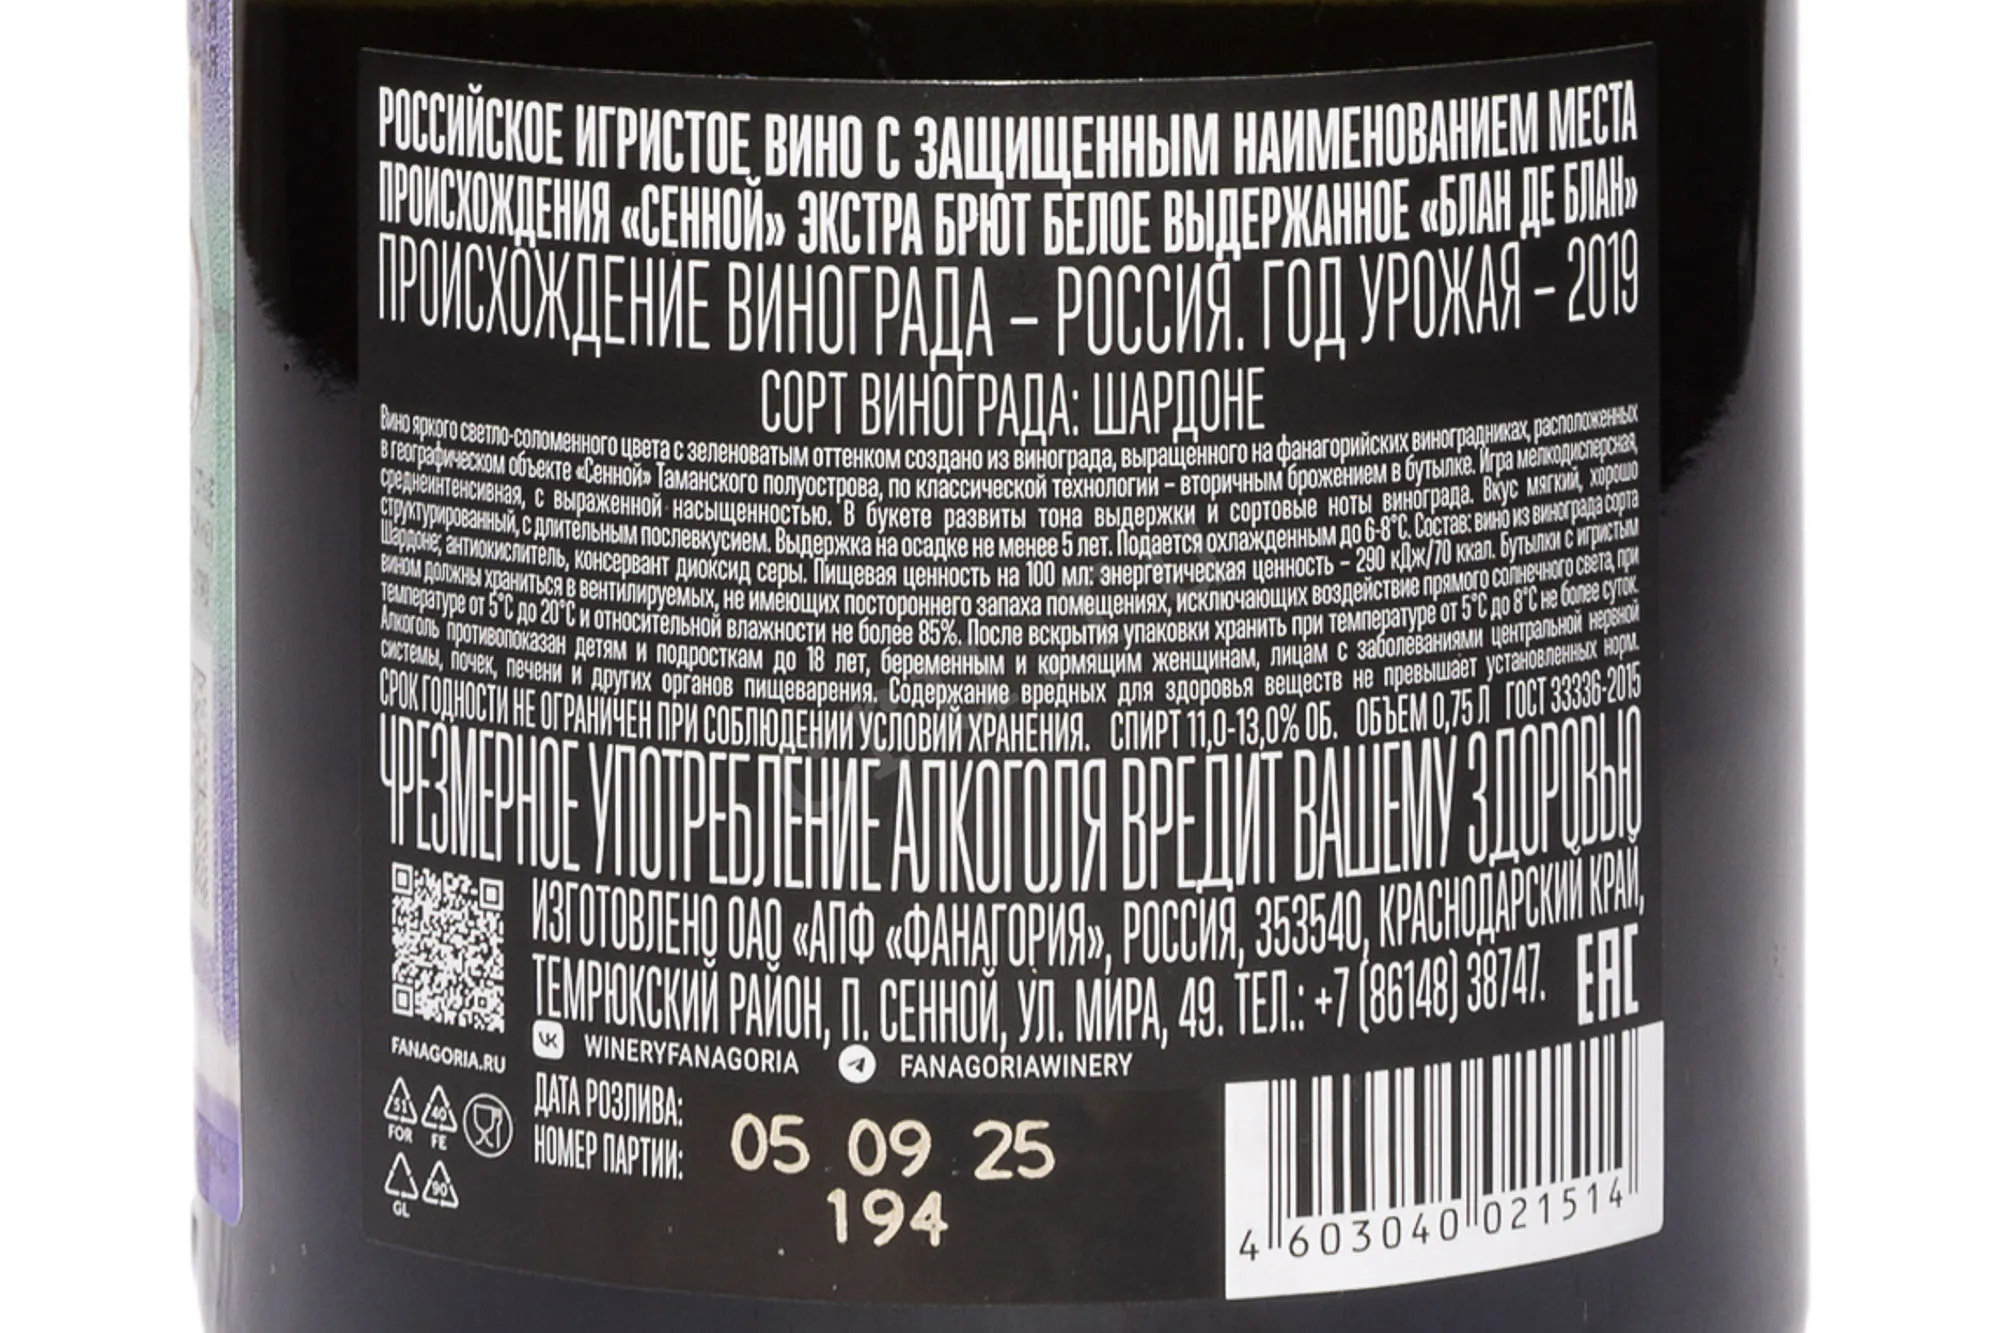 РОССИЙСКОЕ ИГРИСТОЕ ВИНО С ЗАЩИЩЕННЫМ НАИМЕНОВАНИЕМ МЕСТА
ПРОИСХОЖДЕНИЯ «СЕННОЙ» ЭКСТРА БРЮТ БЕЛОЕ ВЫДЕРЖАННОЕ «БЛАН ДЕ БЛАН»
ПРОИСХОЖДЕНИЕ ВИНОГРАДА – РОССИЯ. ГОД УРОЖАЯ – 2019
СОРТ ВИНОГРАДА: ШАРДОНЕ
Вино яркого светло-соломенного цвета с зеленоватым оттенком создано из винограда, выращенного на фанагорийских виноградниках, расположенных
в географическом объекте «Сенной» Таманского полуострова, по классической технологии – вторичным брожением в бутылке. Игра мелкодисперсная,
среднеинтенсивная, с выраженной насыщенностью. В букете развиты тона выдержки и сортовые ноты винограда. Вкус мягкий, хорошо
структурированный, с длительным послевкусием. Выдержка на осадке не менее 5 лет. Подается охлажденным до 6-8°С. Состав: вино из винограда сорта
Шардоне; антиокислитель, консервант диоксид серы. Пищевая ценность на 100 мл: энергетическая ценность – 290 кДж/70 ккал. Бутылки с игристым
вином должны храниться в вентилируемых, не имеющих постороннего запаха помещениях, исключающих воздействие прямого солнечного света, при
температуре от 5°С до 20°С и относительной влажности не более 85%. После вскрытия упаковки хранить при температуре от 5°С до 8°С не более суток.
Алкоголь противопоказан детям и подросткам до 18 лет, беременным и кормящим женщинам, лицам с заболеваниями центральной нервной
системы, почек, печени и других органов пищеварения. Содержание вредных для здоровья веществ не превышает установленных норм.
СРОК ГОДНОСТИ НЕ ОГРАНИЧЕН ПРИ СОБЛЮДЕНИИ УСЛОВИЙ ХРАНЕНИЯ. СПИРТ 11,0-13,0% ОБ. ОБЪЕМ 0,75 Л ГОСТ 33336-2015
ЧРЕЗМЕРНОЕ УПОТРЕБЛЕНИЕ АЛКОГОЛЯ ВРЕДИТ ВАШЕМУ ЗДОРОВЬЮ
ИЗГОТОВЛЕНО ОАО «АПФ «ФАНАГОРИЯ», РОССИЯ, 353540, КРАСНОДАРСКИЙ КРАЙ,
ТЕМРЮКСКИЙ РАЙОН, П. СЕННОЙ, УЛ. МИРА, 49. ТЕЛ.: +7 (86148) 38747.
EAC
FANAGORIA.RU
WINERYFANAGORIA
FANAGORIAWINERY
51
FOR
40
FE
GL
90
ДАТА РОЗЛИВА:
НОМЕР ПАРТИИ:
05 09 25
194
4 603040 021514